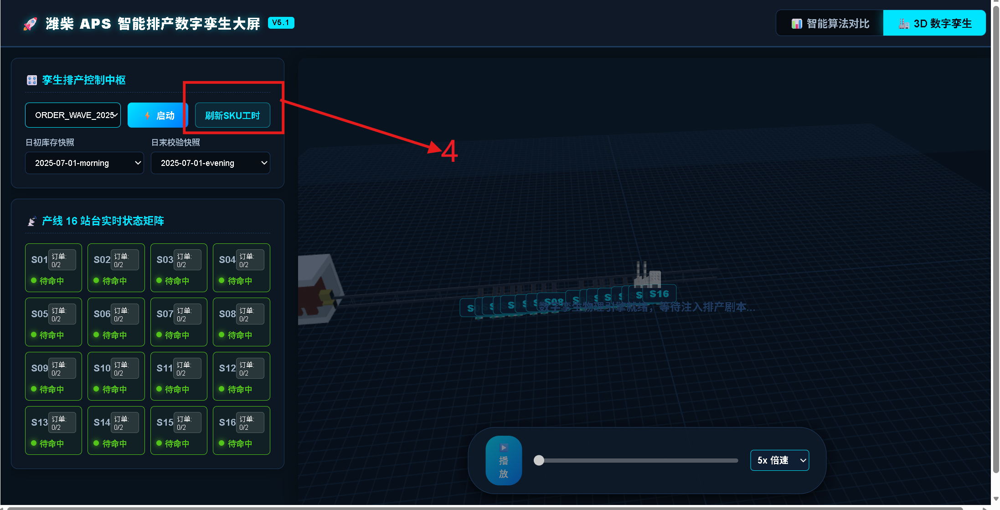 潍柴 APS 智能排产数字孪生大屏 V5.1
智能算法对比
3D 数字孪生
孪生排产控制中枢
ORDER_WAVE_2025
启动
刷新SKU工时
4
日初库存快照
日末校验快照
2025-07-01-morning
2025-07-01-evening
产线 16 站台实时状态矩阵
S01 订单: 0/2
待命中
S02 订单: 0/2
待命中
S03 订单: 0/2
待命中
S04 订单: 0/2
待命中
S05 订单: 0/2
待命中
S06 订单: 0/2
待命中
S07 订单: 0/2
待命中
S08 订单: 0/2
待命中
S09 订单: 0/2
待命中
S10 订单: 0/2
待命中
S11 订单: 0/2
待命中
S12 订单: 0/2
待命中
S13 订单: 0/2
待命中
S14 订单: 0/2
待命中
S15 订单: 0/2
待命中
S16 订单: 0/2
待命中
S08
S16
数字孪生物理引擎就绪，等待注入排产剧本...
播放
5x 倍速